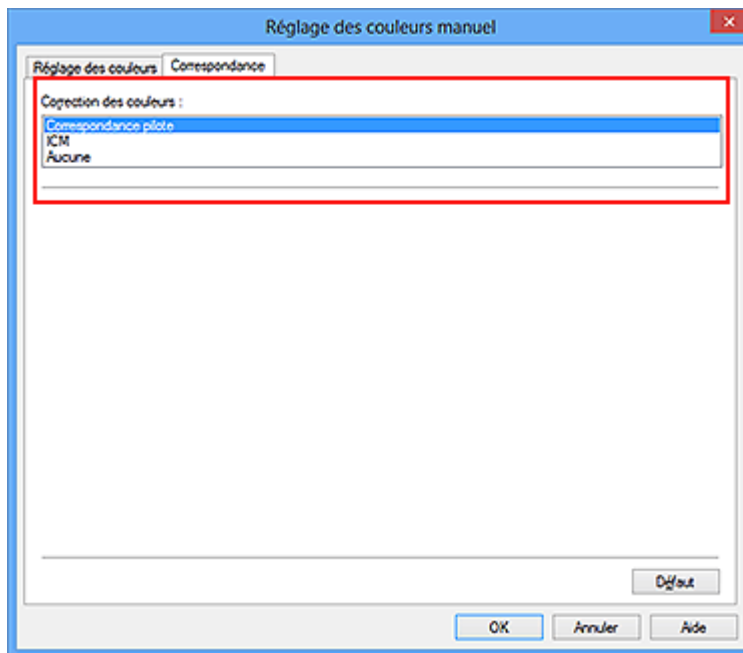 Réglage des couleurs manuel
Réglage des couleurs Correspondance
Correction des couleurs :
Correspondance pilote
ICM
Aucune
Défaut
OK Annuler Aide